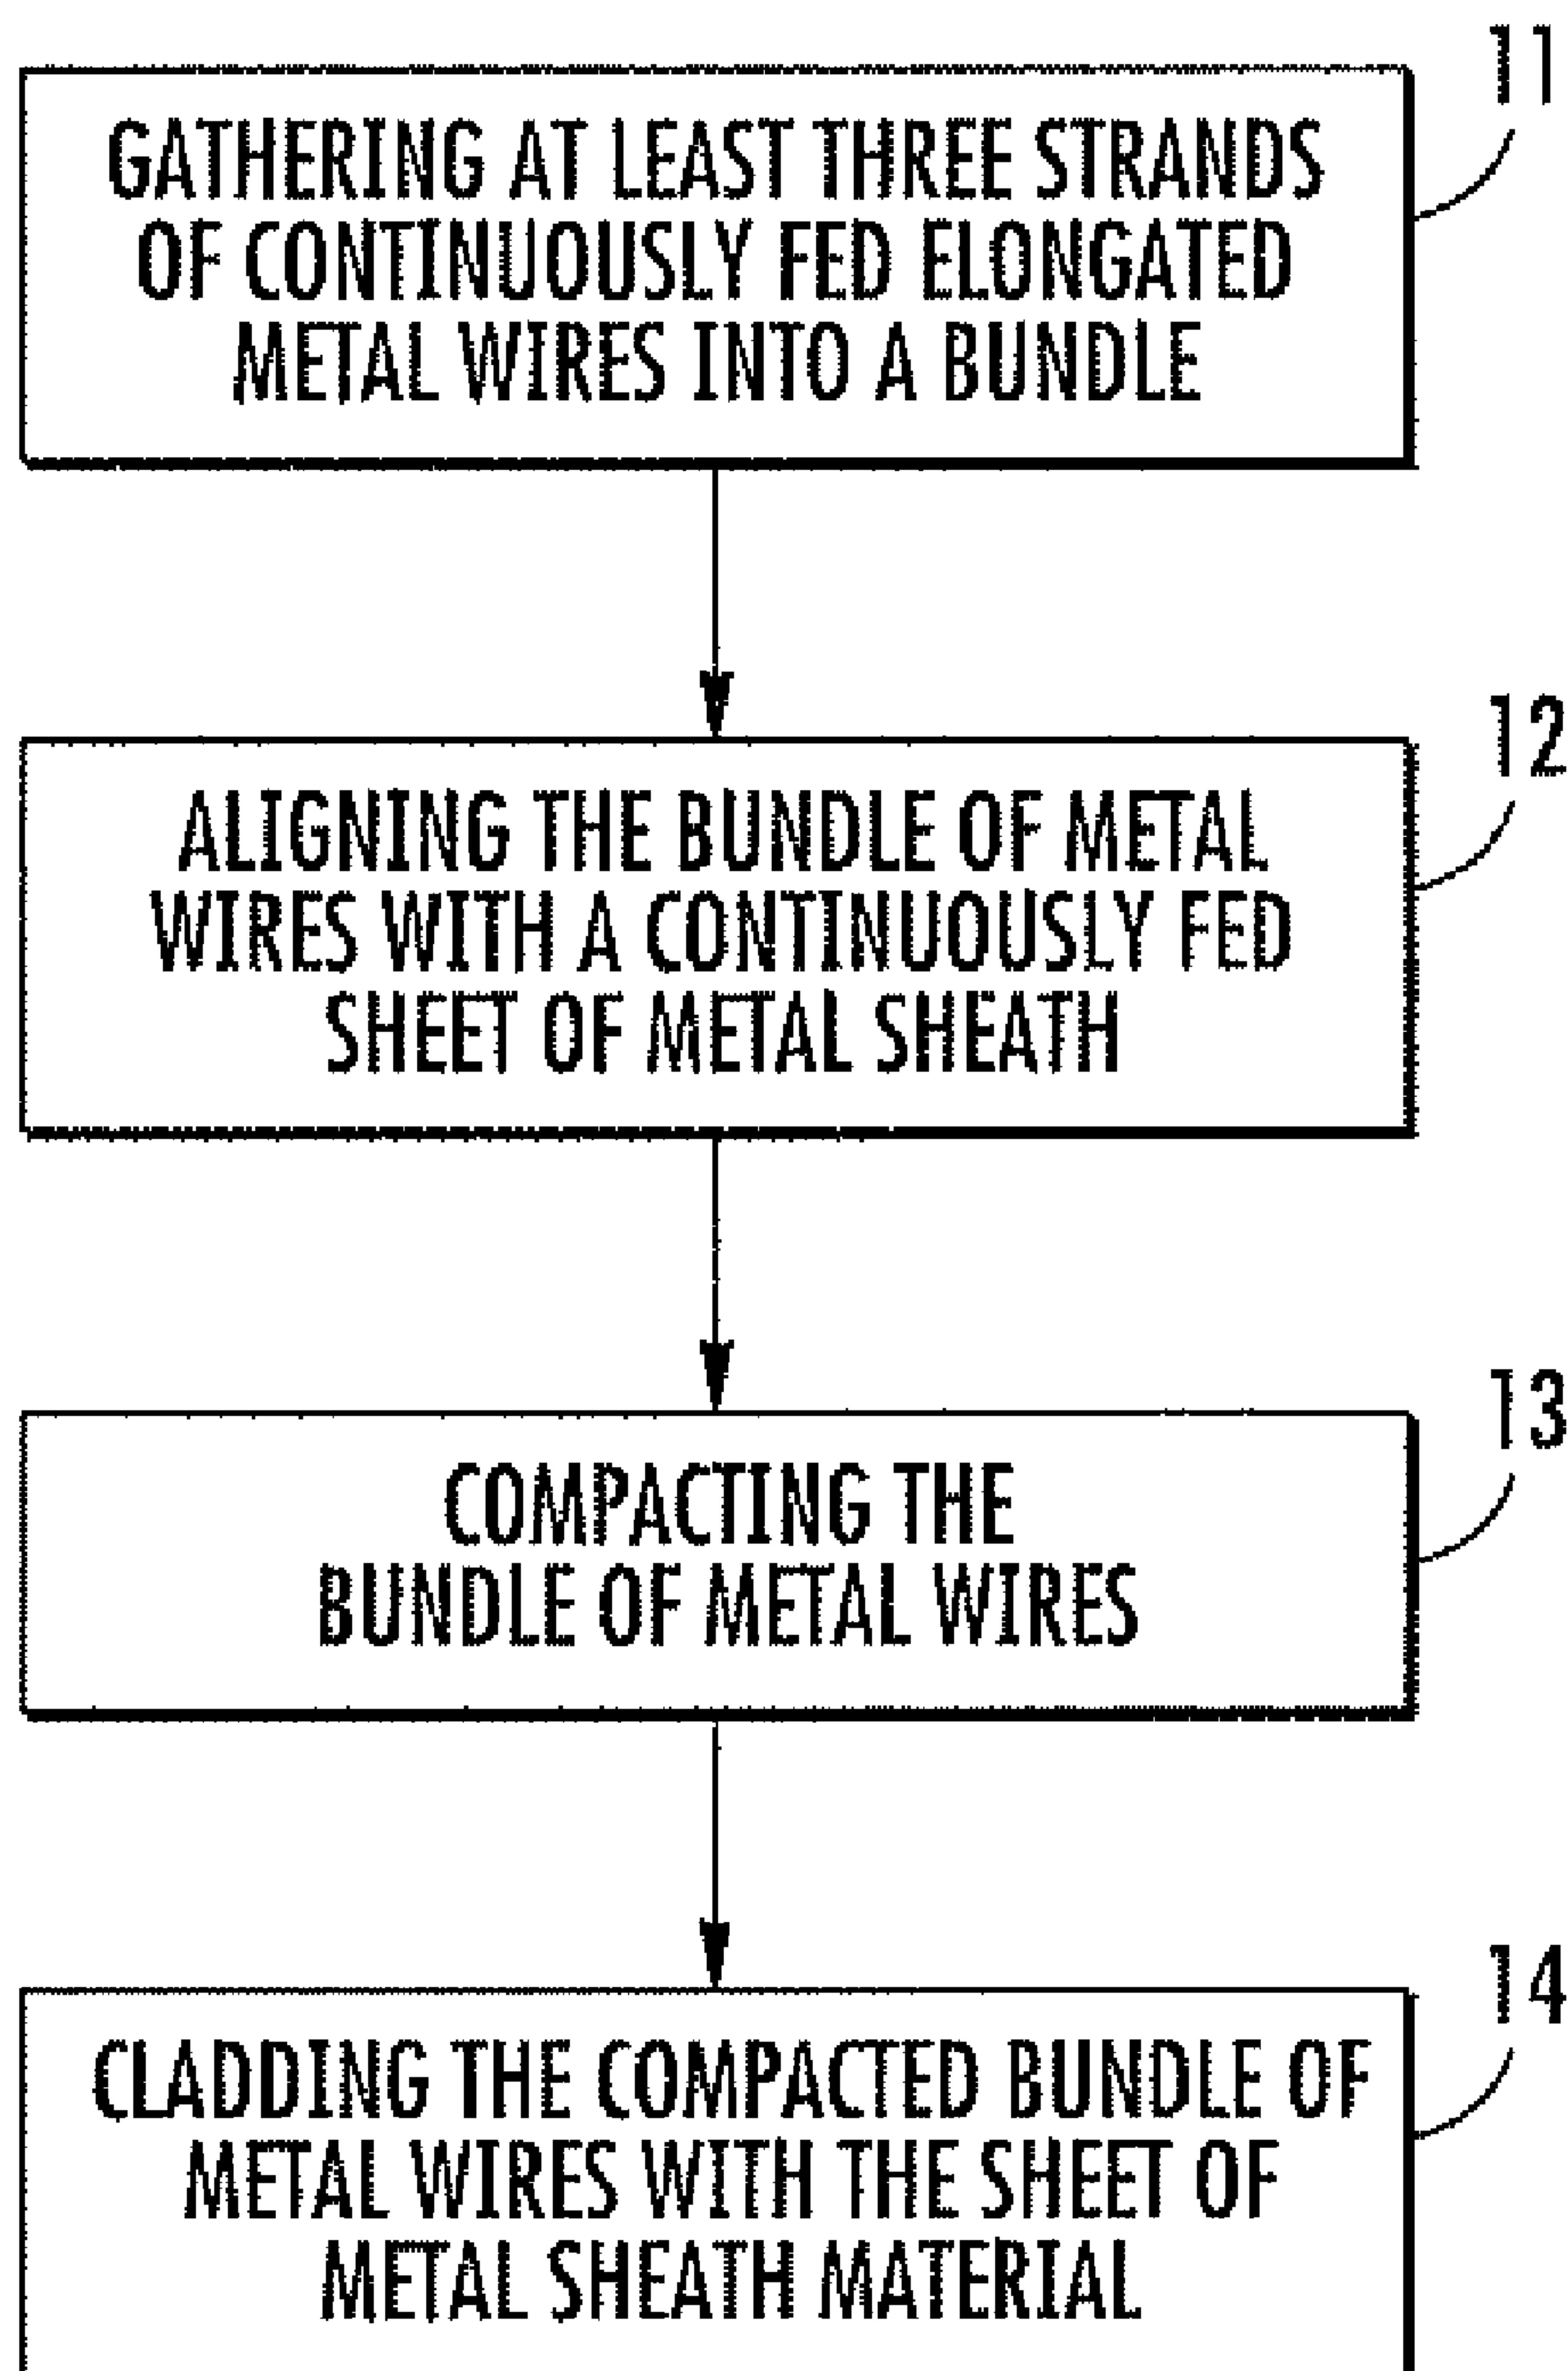 11
GATHERING AT LEAST THREE STRANDS
OF CONTINUOUSLY FED ELONGATED
METAL WIRES INTO A BUNDLE
12
ALIGNING THE BUNDLE OF METAL
WIRES WITH A CONTINUOUSLY FED
SHEET OF METAL SHEATH
13
COMPACTING THE
BUNDLE OF METAL WIRES
14
CLADDING THE COMPACTED BUNDLE OF
METAL WIRES WITH THE SHEET OF
METAL SHEATH MATERIAL